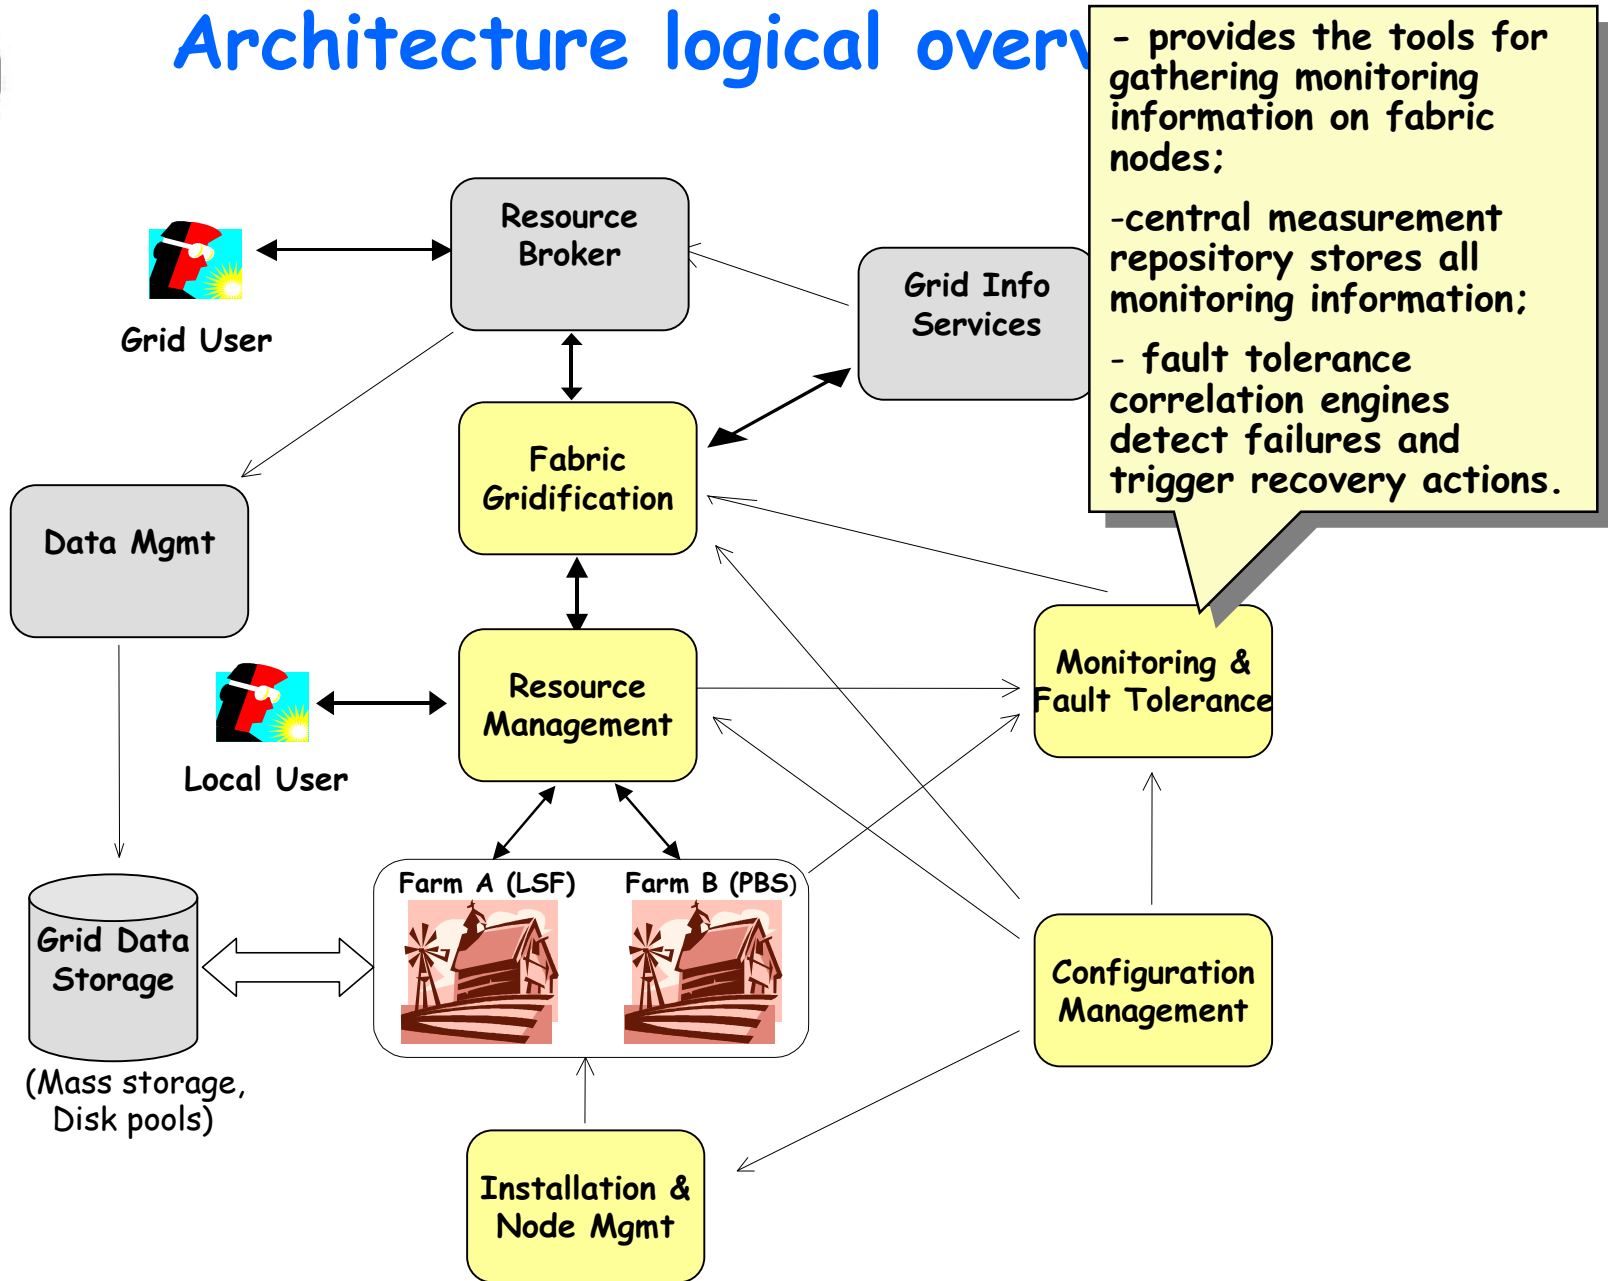 Architecture logical
- provides the tools for
gathering monitoring
information on fabric
nodes;
-central measurement
repository stores all
monitoring information;
- fault tolerance
correlation engines
detect failures and
trigger recovery actions.
Resource
Broker
Grid Info
Services
Grid User
Fabric
Gridification
Data Mgmt
Monitoring &
Fault Tolerance
Resource
Management
Local User
Farm A (LSF)
Farm B (PBS)
Grid Data
Storage
(Mass storage,
Disk pools)
Configuration
Management
Installation &
Node Mgmt